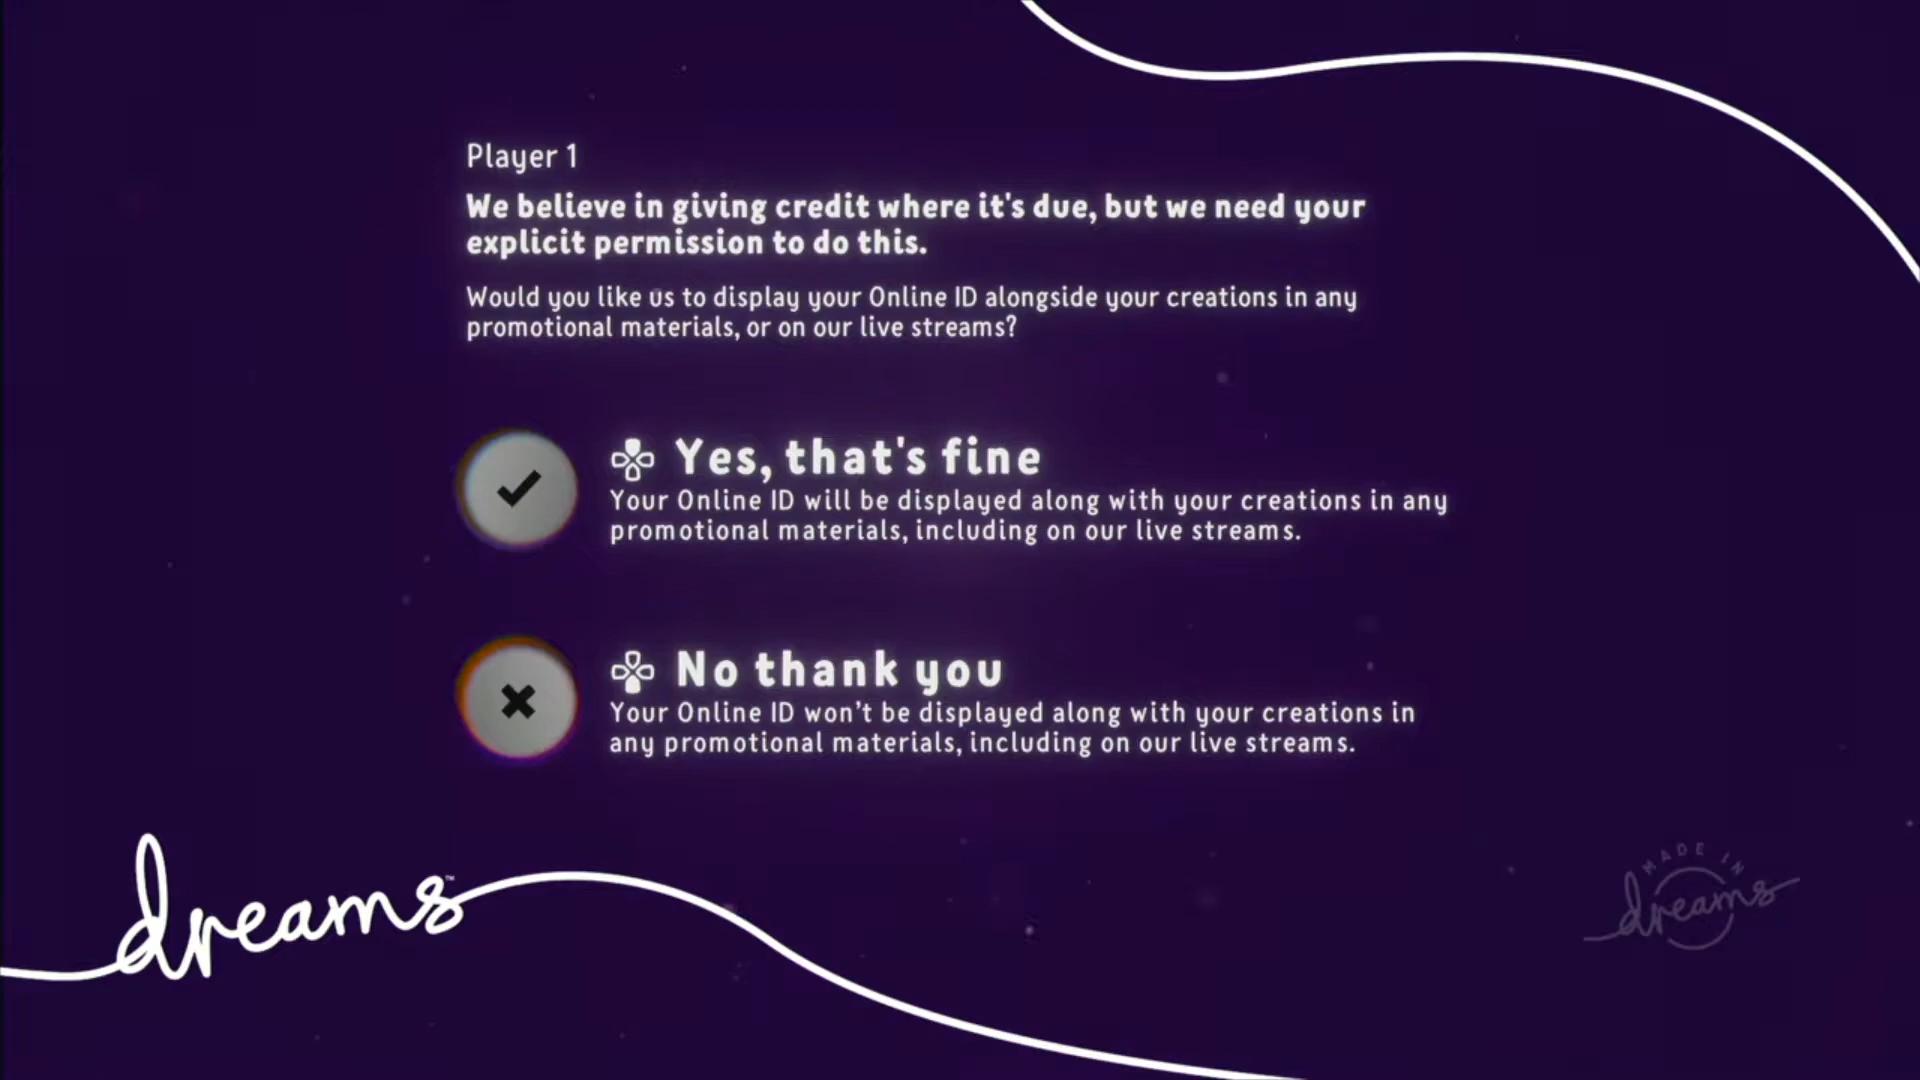 Player 1
We believe in giving credit where it's due, but we need your
explicit permission to do this.
Would you like us to display your Online ID alongside your creations in any
promotional materials, or on our live streams?
Yes, that's fine
Your Online ID will be displayed along with your creations in any
promotional materials, including on our live streams.
No thank you
Your Online ID won’t be displayed along with your creations in
any promotional materials, including on our live streams.
dreams™
MADE IN
dreams